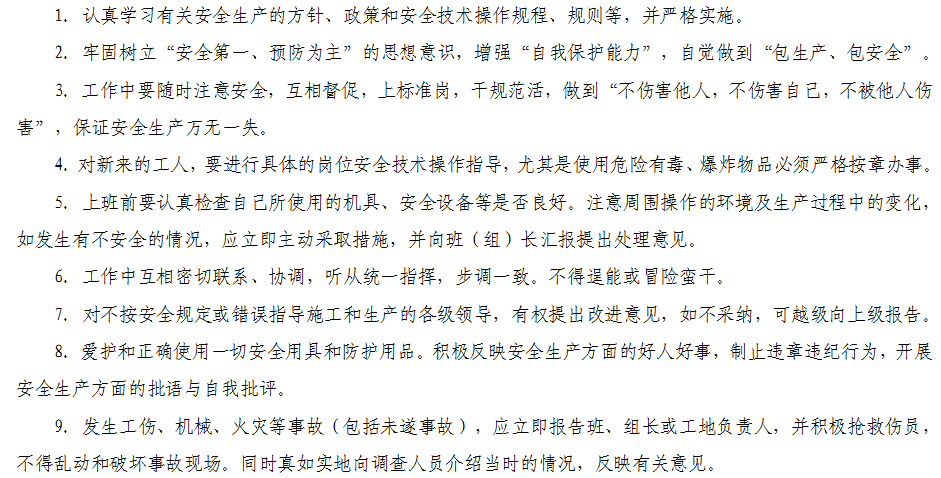 1. 认真学习有关安全生产的方针、政策和安全技术操作规程、规则等，并严格实施。
2. 牢固树立“安全第一、预防为主”的思想意识，增强“自我保护能力”，自觉做到“包生产、包安全”。
3. 工作中要随时注意安全，互相督促，上标准岗，干规范活，做到“不伤害他人，不伤害自己，不被他人伤
害”，保证安全生产万无一失。
4. 对新来的工人，要进行具体的岗位安全技术操作指导，尤其是使用危险有毒、爆炸物品必须严格按章办事。
5. 上班前要认真检查自已所使用的机具、安全设备等是否良好。注意周围操作的环境及生产过程中的变化，
如发生有不安全的情况，应立即主动采取措施，并向班（组）长汇报提出处理意见。
6. 工作中互相密切联系、协调，听从统一指挥，步调一致。不得逞能或冒险蛮干。
7. 对不按安全规定或错误指导施工和生产的各级领导，有权提出改进意见，如不采纳，可越级向上级报告。
8. 爱护和正确使用一切安全用具和防护用品。积极反映安全生产方面的好人好事，制止违章违纪行为，开展
安全生产方面的批语与自我批评。
9. 发生工伤、机械、火灾等事故（包括未遂事故），应立即报告班、组长或工地负责人，并积极抢救伤员，
不得乱动和破坏事故现场。同时真如实地向调查人员介绍当时的情况，反映有关意见。